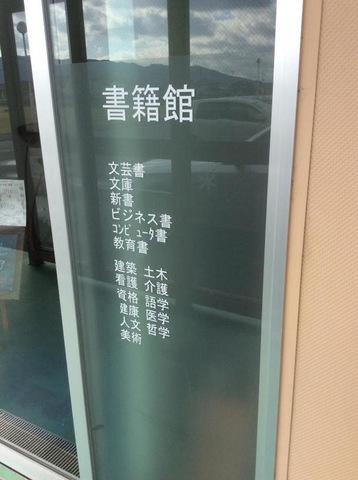 書籍館
文芸書
文庫
新書
ビジネス書
コンピュータ書
教育書
建築 土木
看護 介護
資格 語学
健康 医学
人文 哲学
美術